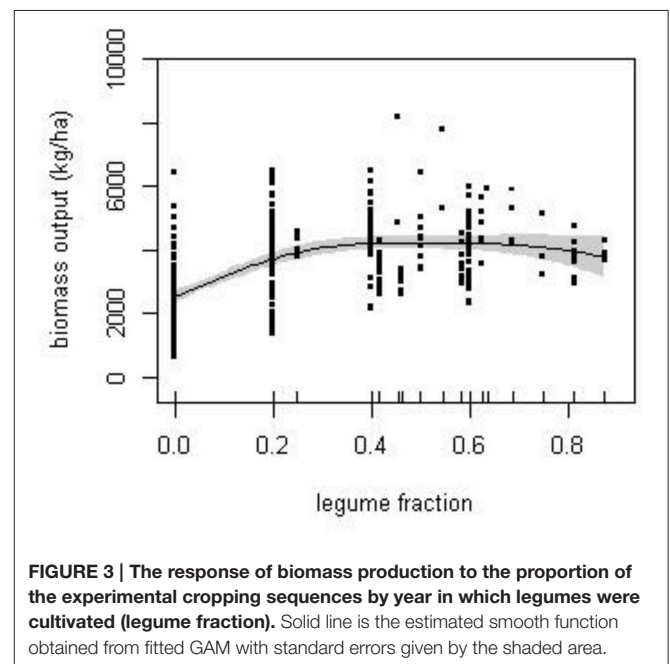 10000
6000
2000
0
biomass output (kg/ha)
0.0 0.2 0.4 0.6 0.8
legume fraction
FIGURE 3 | The response of biomass production to the proportion of
the experimental cropping sequences by year in which legumes were
cultivated (legume fraction). Solid line is the estimated smooth function
obtained from fitted GAM with standard errors given by the shaded area.